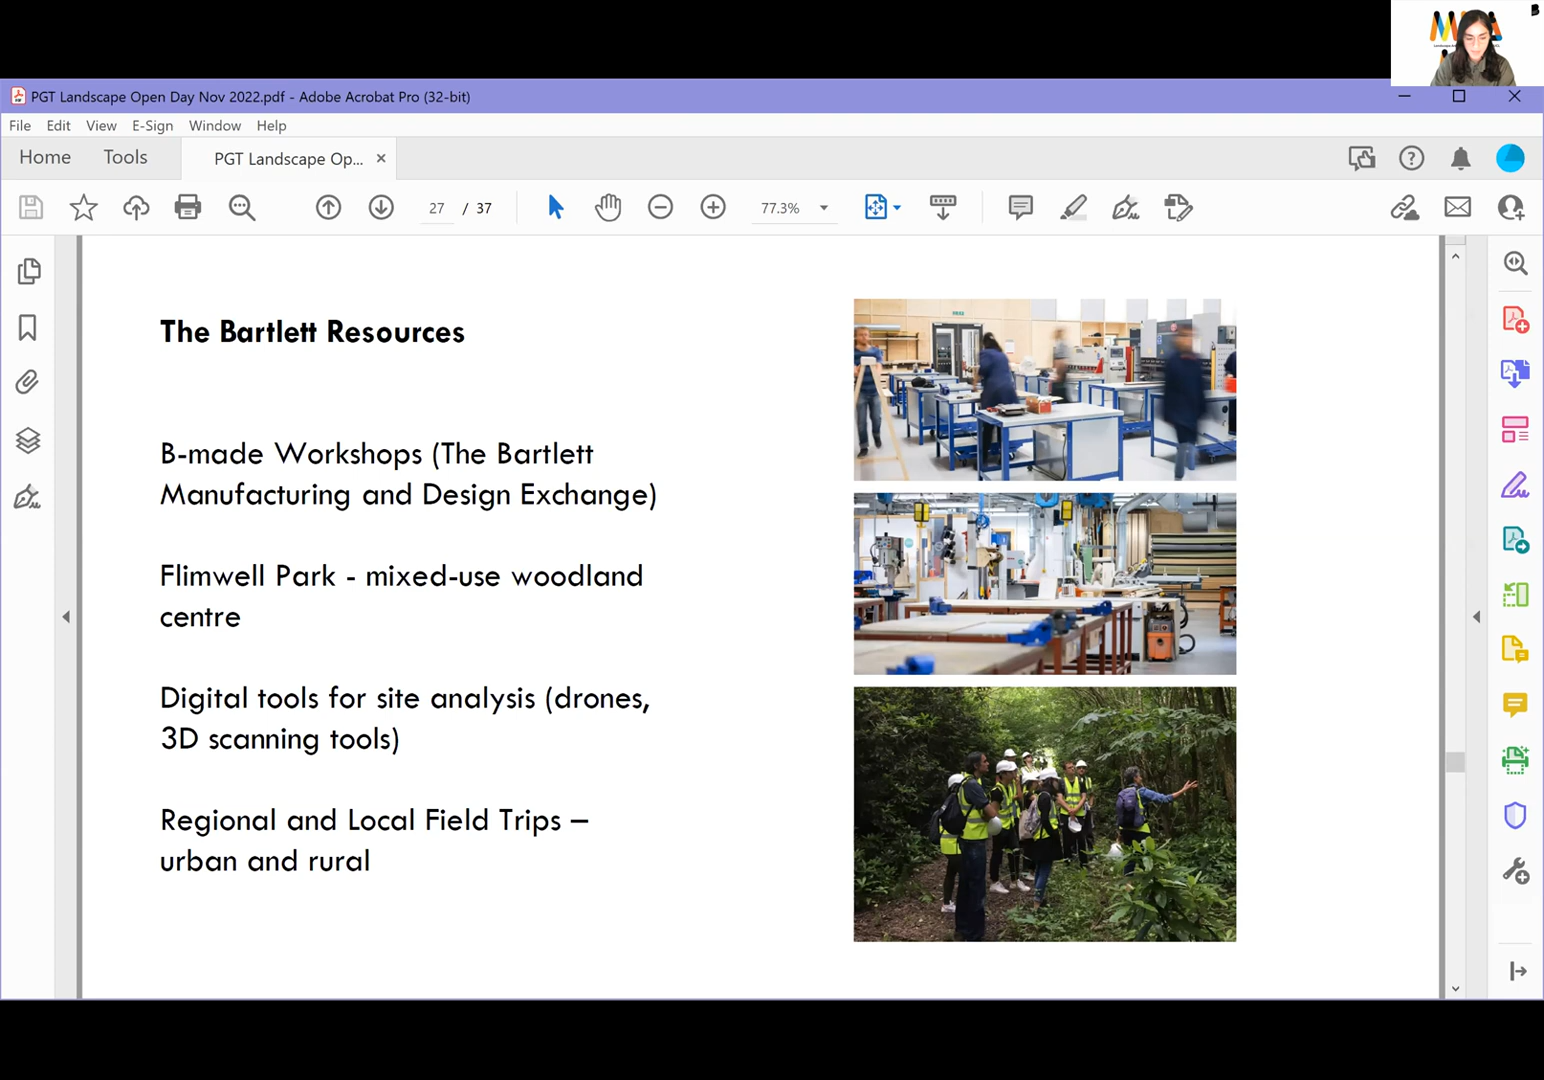 PGT Landscape Open Day Nov 2022.pdf - Adobe Acrobat Pro (32-bit)
File Edit View E-Sign Window Help
Home Tools PGT Landscape Op...
27 / 37 77.3%
The Bartlett Resources
B-made Workshops (The Bartlett
Manufacturing and Design Exchange)
Flimwell Park - mixed-use woodland
centre
Digital tools for site analysis (drones,
3D scanning tools)
Regional and Local Field Trips –
urban and rural